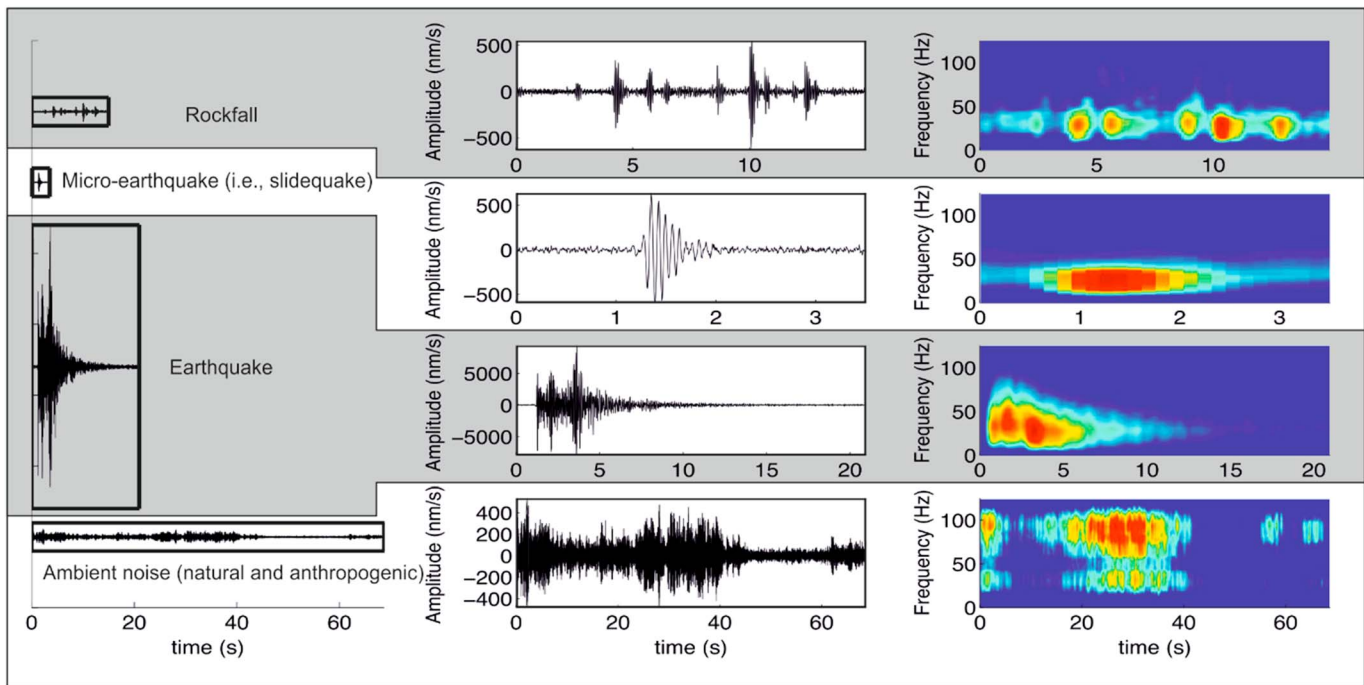 Rockfall
Micro-earthquake (i.e., slidequake)
Earthquake
Ambient noise (natural and anthropogenic)
0 20 40 60
time (s)
Amplitude (nm/s)
500
0
−500
0 5 10
Frequency (Hz)
100
50
0
0 5 10
Amplitude (nm/s)
500
0
−500
0 1 2 3
Frequency (Hz)
100
50
0
1 2 3
Amplitude (nm/s)
5000
0
−5000
0 5 10 15 20
Frequency (Hz)
100
50
0
0 5 10 15 20
Amplitude (nm/s)
400
200
0
−200
−400
0 20 40 60
time (s)
Frequency (Hz)
100
50
0
0 20 40 60
time (s)